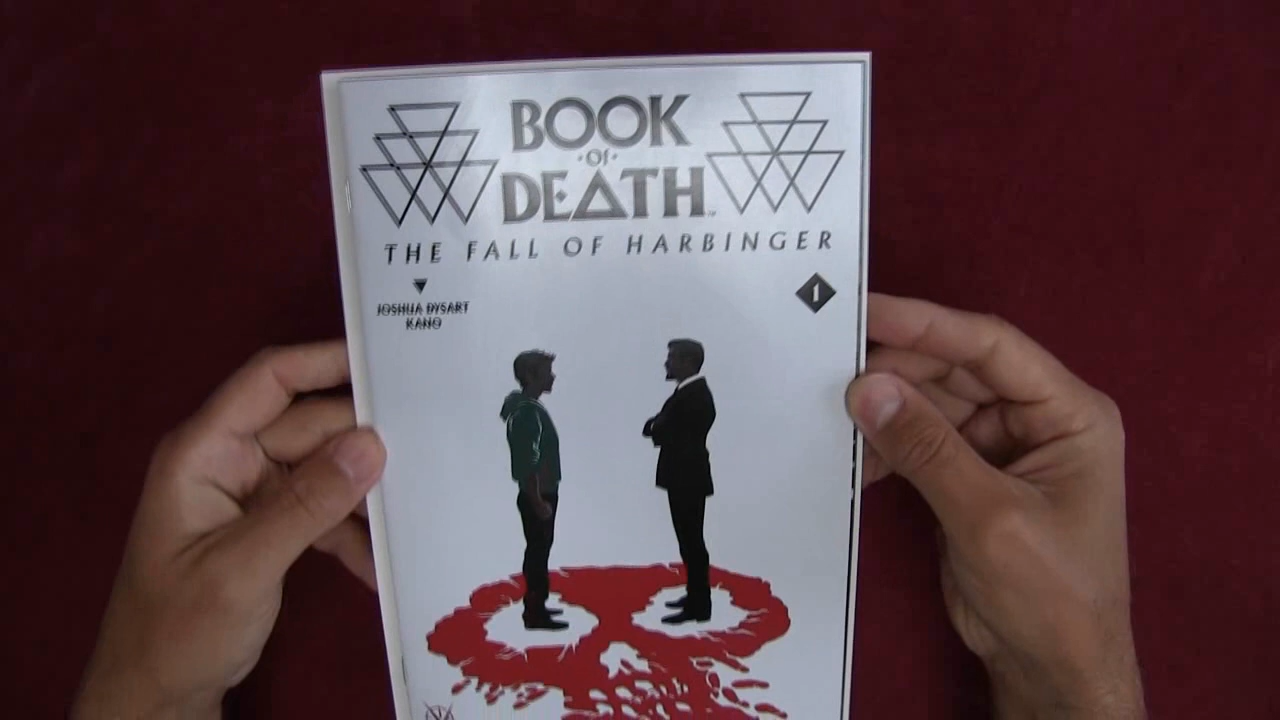 BOOK
·OF·
DEATH
THE FALL OF HARBINGER
1
JOSHUA DYSART
KANO